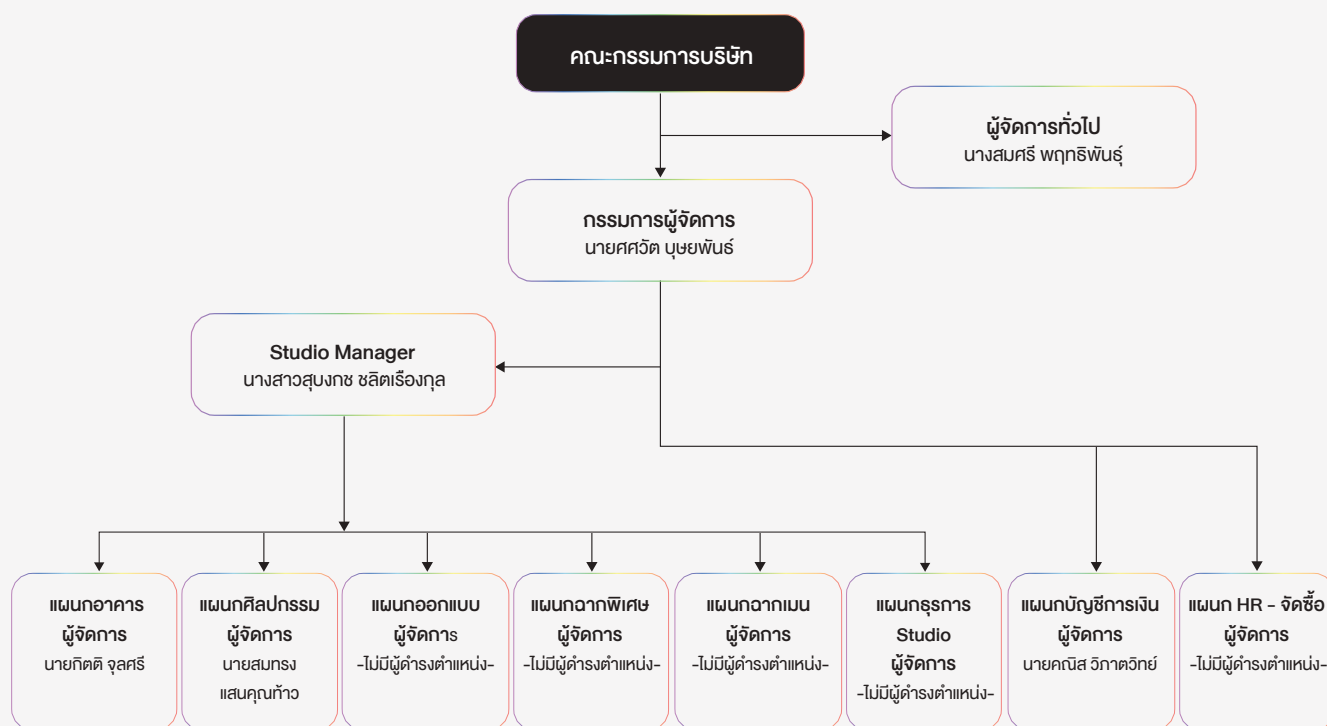 คณะกรรมการบริษัท
ผู้จัดการทั่วไป
นางสมศรี พฤทธิพันธุ์
กรรมการผู้จัดการ
นายศศวัต บุษยพันธ์
Studio Manager
นางสาวสุบงกช ชลิตเรืองกุล
แผนกอาคาร
ผู้จัดการ
นายกิตติ จุลศรี
แผนกศิลปกรรม
ผู้จัดการ
นายสมทรง
แสนคุณท้าว
แผนกออกแบบ
ผู้จัดการ
-ไม่มีผู้ดำรงตำแหน่ง-
แผนกฉากพิเศษ
ผู้จัดการ
-ไม่มีผู้ดำรงตำแหน่ง-
แผนกฉากเมน
ผู้จัดการ
-ไม่มีผู้ดำรงตำแหน่ง-
แผนกธุรการ
Studio
ผู้จัดการ
-ไม่มีผู้ดำรงตำแหน่ง-
แผนกบัญชีการเงิน
ผู้จัดการ
นายคณิส วิภาตวิทย์
แผนก HR - จัดซื้อ
ผู้จัดการ
-ไม่มีผู้ดำรงตำแหน่ง-